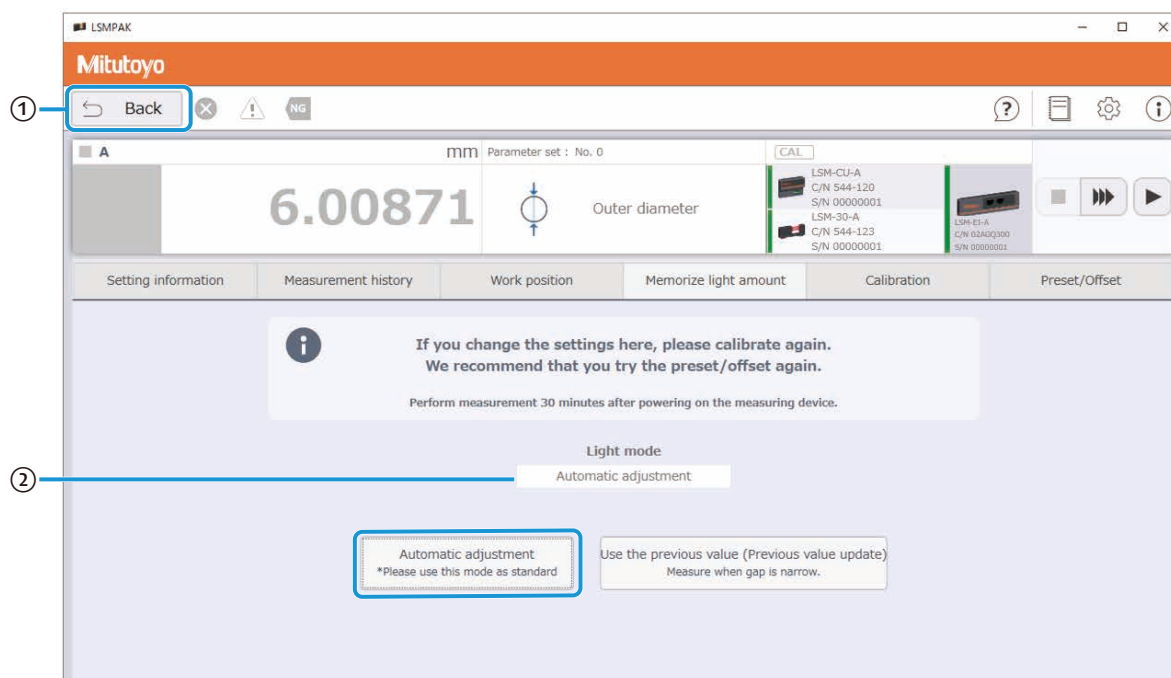 LSMPAK
Mitutoyo
① Back NG
A mm Parameter set : No. 0 CAL
6.00871 Outer diameter
LSM-CU-A
C/N 544-120
S/N 00000001
LSM-30-A
C/N 544-123
S/N 00000001
LSM-EI-A
C/N 02AGQ300
S/N 00000001
Setting information Measurement history Work position Memorize light amount Calibration Preset/Offset
If you change the settings here, please calibrate again.
We recommend that you try the preset/offset again.
Perform measurement 30 minutes after powering on the measuring device.
Light mode
② Automatic adjustment
Automatic adjustment
*Please use this mode as standard
Use the previous value (Previous value update)
Measure when gap is narrow.